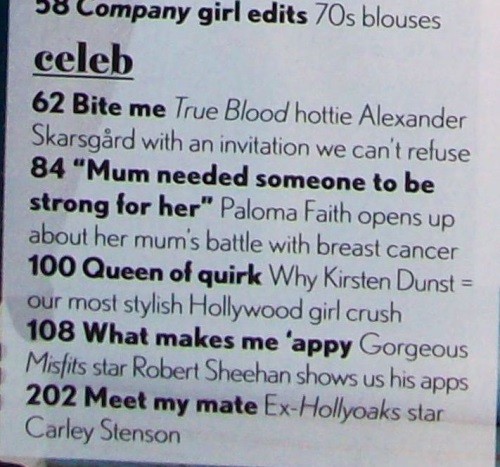 58 Company girl edits 70s blouses
celeb
62 Bite me True Blood hottie Alexander
Skarsgård with an invitation we can't refuse
84 “Mum needed someone to be
strong for her” Paloma Faith opens up
about her mum's battle with breast cancer
100 Queen of quirk Why Kirsten Dunst =
our most stylish Hollywood girl crush
108 What makes me ‘appy Gorgeous
Misfits star Robert Sheehan shows us his apps
202 Meet my mate Ex-Hollyoaks star
Carley Stenson